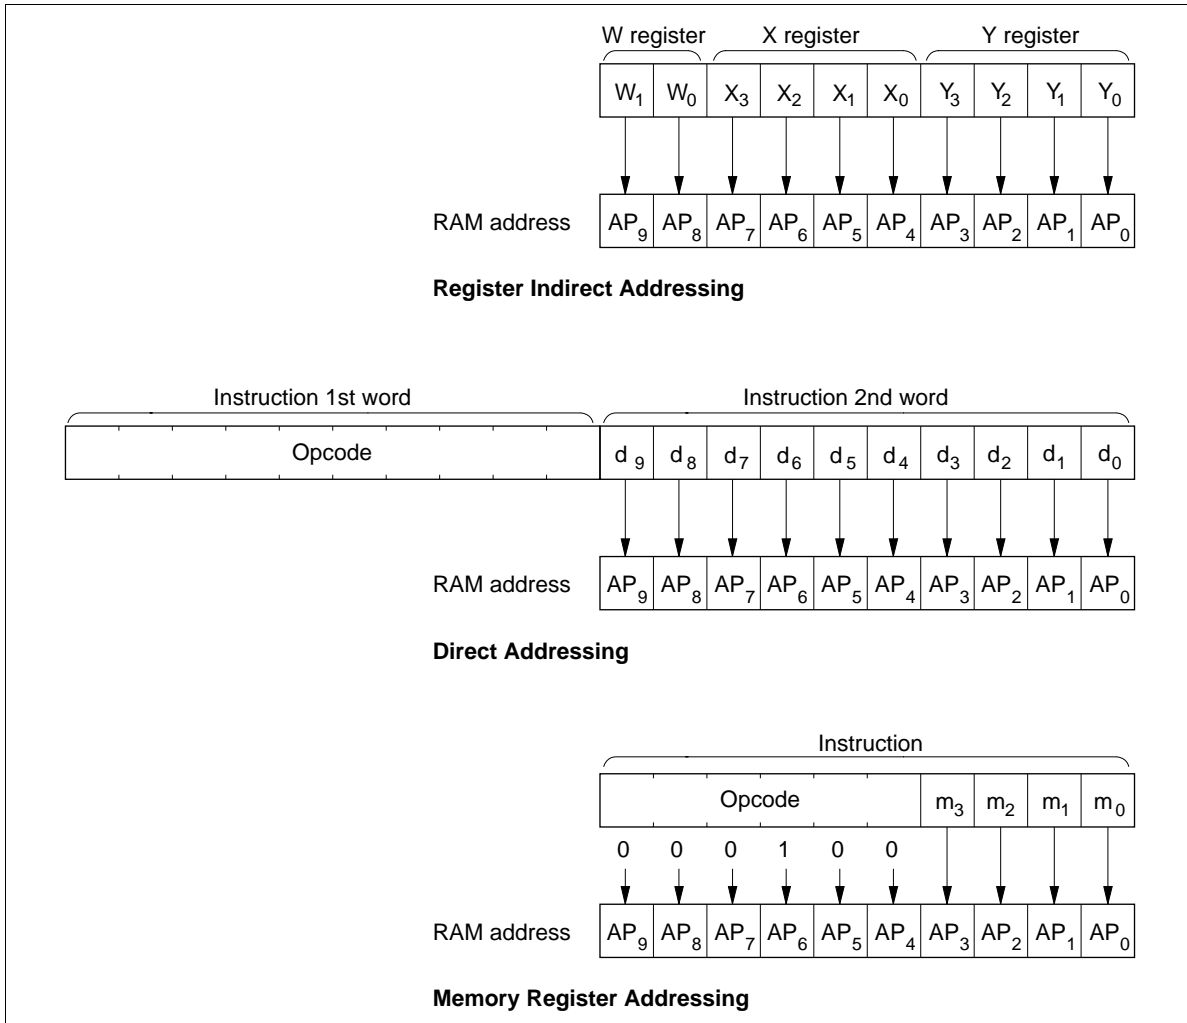 W register X register Y register
W1 W0 X3 X2 X1 X0 Y3 Y2 Y1 Y0
RAM address AP9 AP8 AP7 AP6 AP5 AP4 AP3 AP2 AP1 AP0
Register Indirect Addressing
Instruction 1st word Instruction 2nd word
Opcode d9 d8 d7 d6 d5 d4 d3 d2 d1 d0
RAM address AP9 AP8 AP7 AP6 AP5 AP4 AP3 AP2 AP1 AP0
Direct Addressing
Instruction
Opcode m3 m2 m1 m0
0 0 0 1 0 0
RAM address AP9 AP8 AP7 AP6 AP5 AP4 AP3 AP2 AP1 AP0
Memory Register Addressing